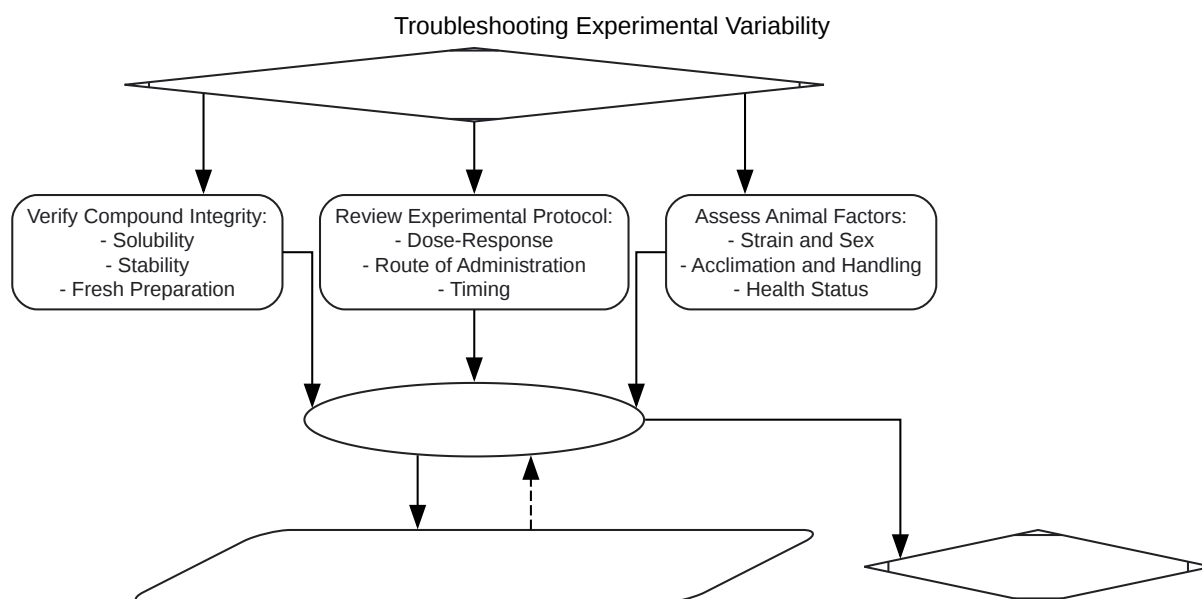 Troubleshooting Experimental Variability
Verify Compound Integrity:
- Solubility
- Stability
- Fresh Preparation
Review Experimental Protocol:
- Dose-Response
- Route of Administration
- Timing
Assess Animal Factors:
- Strain and Sex
- Acclimation and Handling
- Health Status